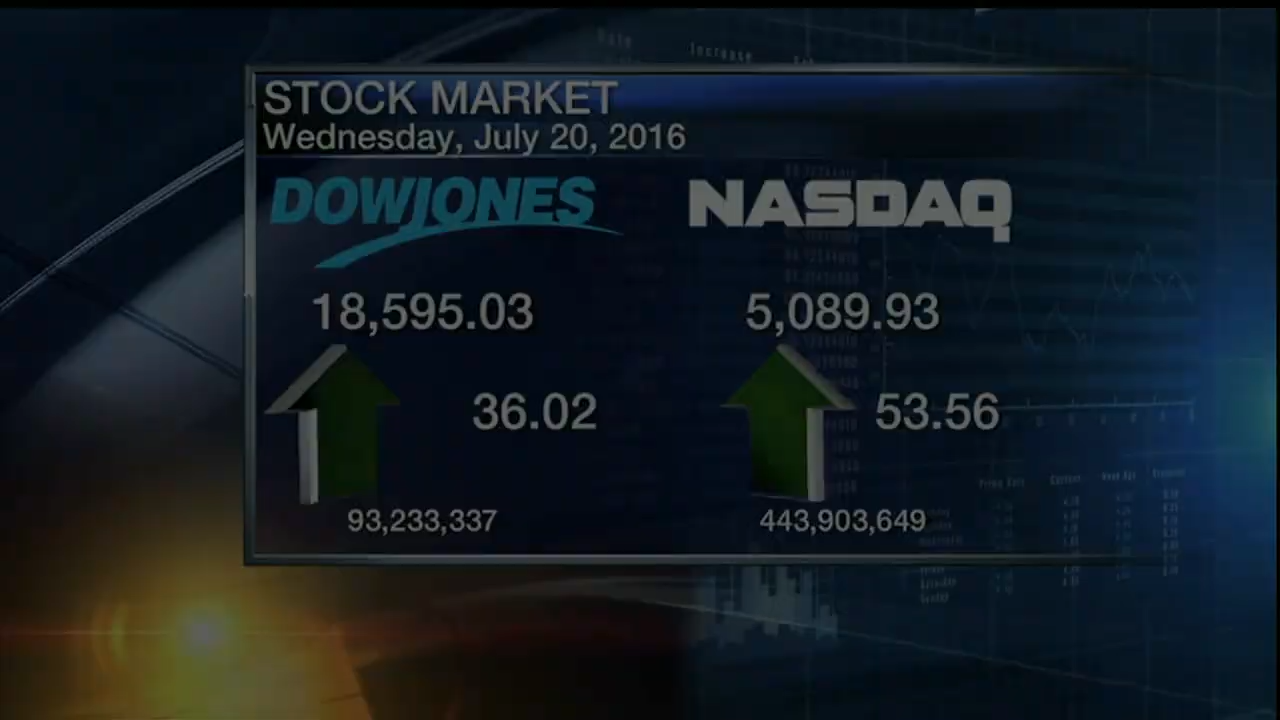 STOCK MARKET
Wednesday, July 20, 2016
DOWJONES NASDAQ
18,595.03 5,089.93
36.02 53.56
93,233,337 443,903,649
Increase